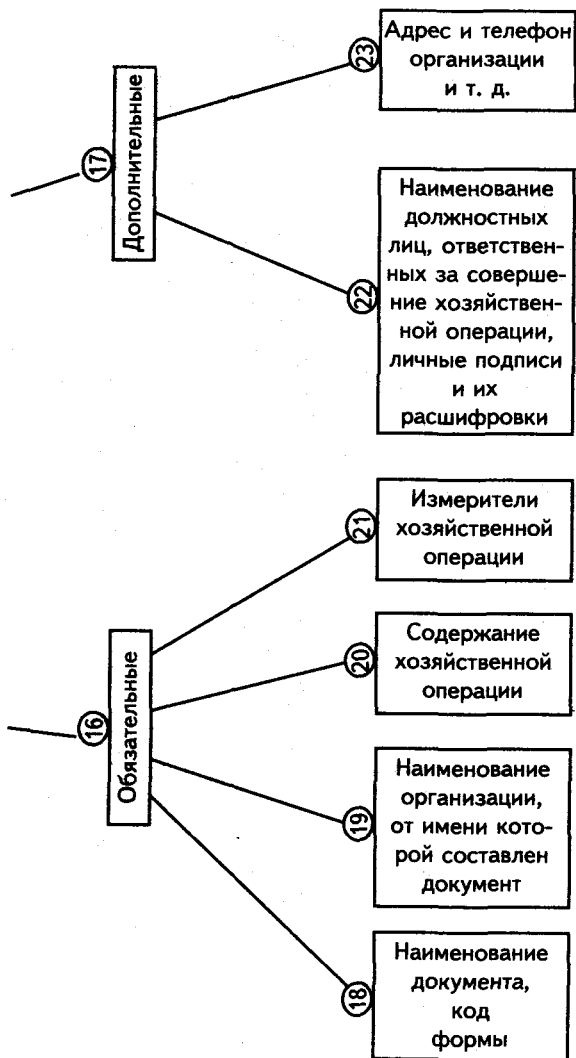 17
Дополнительные
23
Адрес и телефон
организации
и т. д.
22
Наименование
должностных
лиц, ответствен-
ных за соверше-
ние хозяйствен-
ной операции,
личные подписи
и их
расшифровки
16
Обязательные
21
Измерители
хозяйственной
операции
20
Содержание
хозяйственной
операции
19
Наименование
организации,
от имени кото-
рой составлен
документ
18
Наименование
документа,
код
формы